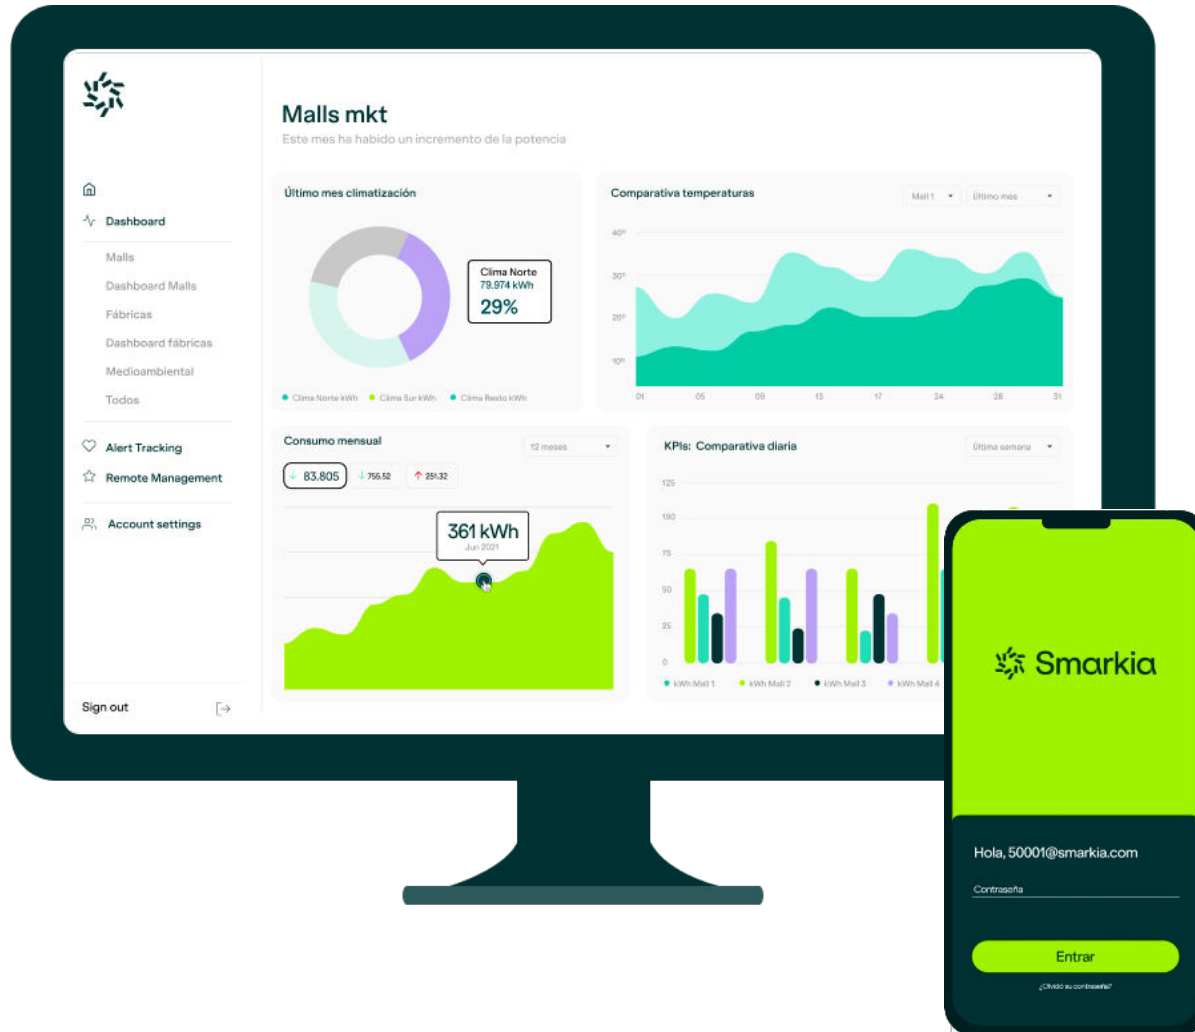 Malls mkt
Este mes ha habido un incremento de la potencia
Dashboard
Malls
Dashboard Malls
Fábricas
Dashboard fábricas
Medioambiental
Todos
Alert Tracking
Remote Management
Account settings
Sign out
Último mes climatización
Clima Norte
79.974 kWh
29%
Clima Norte kWh
Clima Sur kWh
Clima Resto kWh
Comparativa temperaturas
Mall 1
Último mes
40º
30º
20º
10º
01 05 09 13 17 24 28 31
Consumo mensual
12 meses
83.805
755.52
251.32
361 kWh
Jun 2021
KPIs: Comparativa diaria
Última semana
125
100
75
50
25
0
kWh Mall 1
kWh Mall 2
kWh Mall 3
kWh Mall 4
Smarkia
Hola, 50001@smarkia.com
Contraseña
Entrar
¿Olvidó su contraseña?